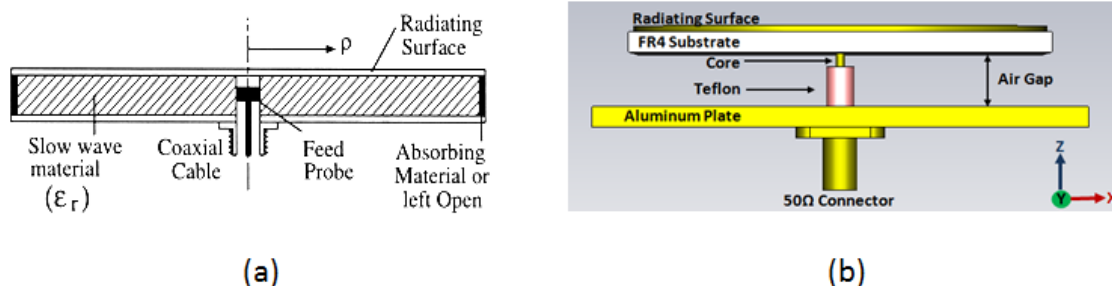 ρ
Radiating
Surface
Slow wave
material
(εr)
Coaxial
Cable
Feed
Probe
Absorbing
Material or
left Open
(a)
Radiating Surface
FR4 Substrate
Core
Teflon
Air Gap
Aluminum Plate
50Ω Connector
Z
Y
X
(b)